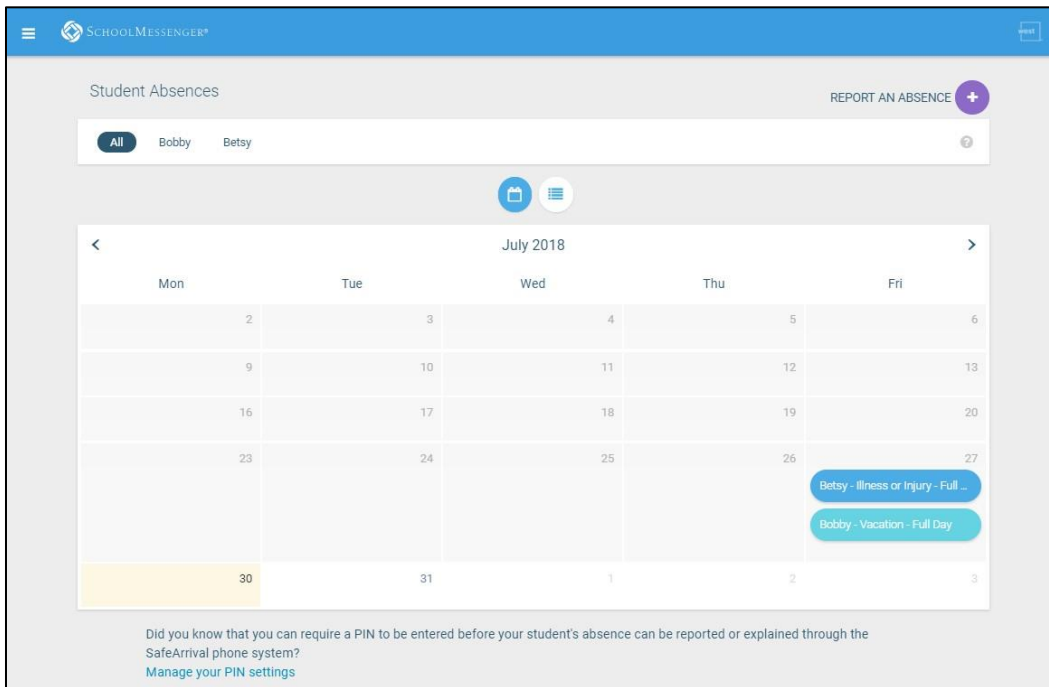 SCHOOLMESSENGER®
west
Student Absences
REPORT AN ABSENCE +
All Bobby Betsy ?
< July 2018 >
Mon Tue Wed Thu Fri
2 3 4 5 6
9 10 11 12 13
16 17 18 19 20
23 24 25 26 27
Betsy - Illness or Injury - Full ...
Bobby - Vacation - Full Day
30 31 1 2 3
Did you know that you can require a PIN to be entered before your student's absence can be reported or explained through the
SafeArrival phone system?
Manage your PIN settings